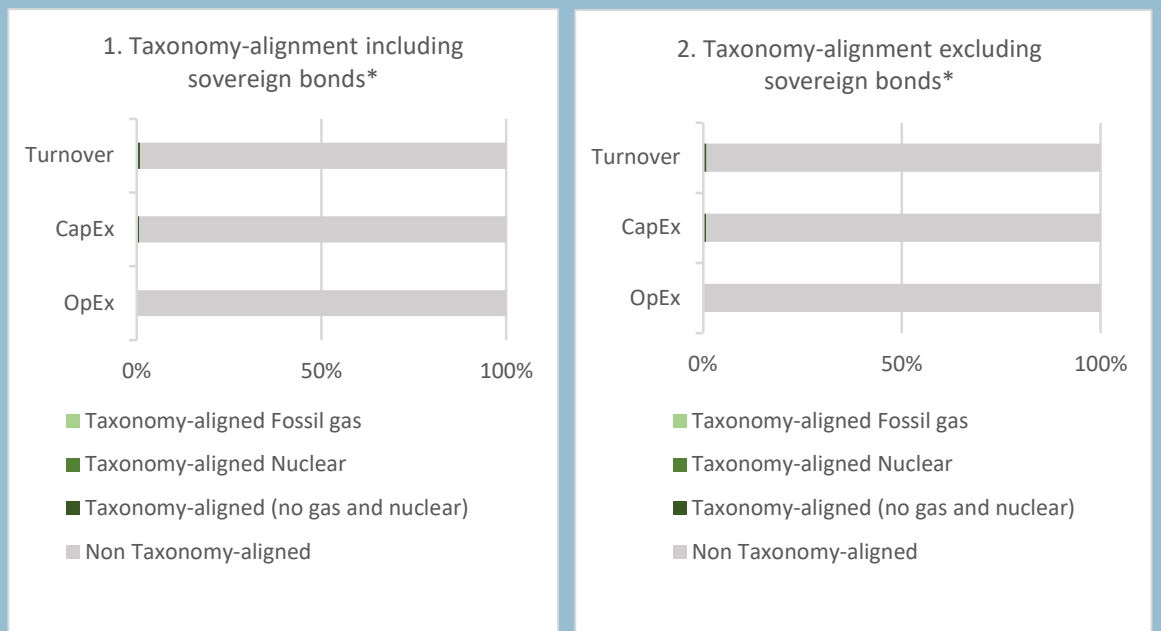 1. Taxonomy-alignment including
sovereign bonds*
Turnover
CapEx
OpEx
0% 50% 100%
Taxonomy-aligned Fossil gas
Taxonomy-aligned Nuclear
Taxonomy-aligned (no gas and nuclear)
Non Taxonomy-aligned
2. Taxonomy-alignment excluding
sovereign bonds*
Turnover
CapEx
OpEx
0% 50% 100%
Taxonomy-aligned Fossil gas
Taxonomy-aligned Nuclear
Taxonomy-aligned (no gas and nuclear)
Non Taxonomy-aligned